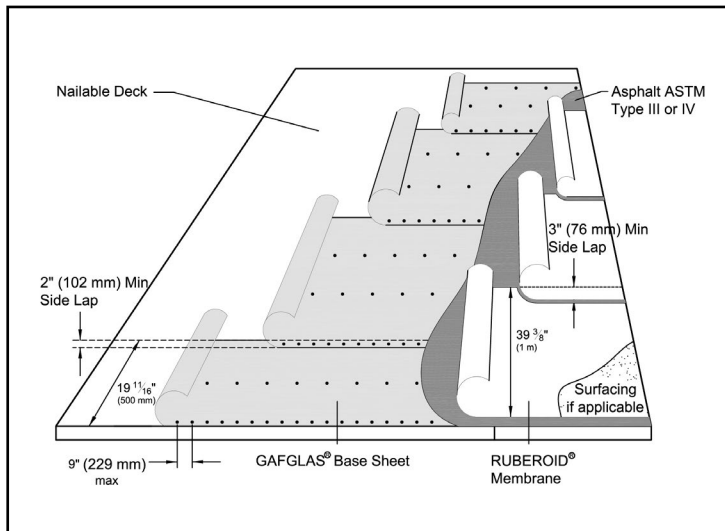 Nailable Deck
Asphalt ASTM
Type III or IV
3" (76 mm) Min
Side Lap
2" (102 mm) Min
Side Lap
39 3/8"
(1 m)
19 11/16"
(500 mm)
Surfacing
if applicable
9" (229 mm)
max
GAFGLAS® Base Sheet
RUBEROID®
Membrane